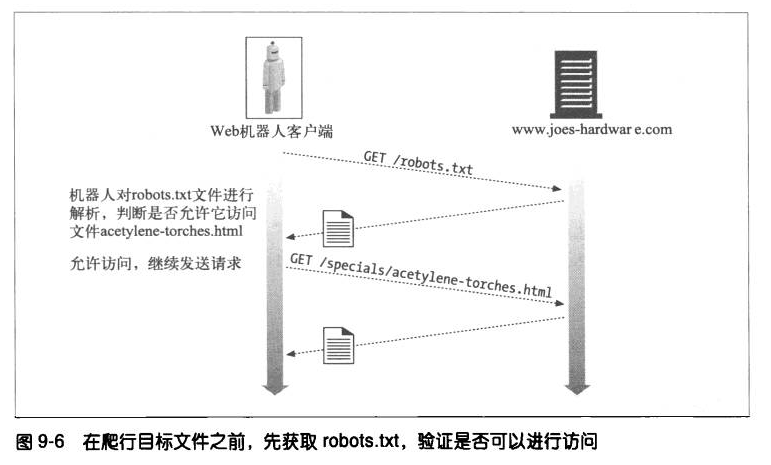 Web机器人客户端
www.joes-hardware.com
GET /robots.txt
机器人对robots.txt文件进行
解析，判断是否允许它访问
文件acetylene-torches.html
允许访问，继续发送请求
GET /specials/acetylene-torches.html
图 9-6 在爬行目标文件之前，先获取 robots.txt，验证是否可以进行访问